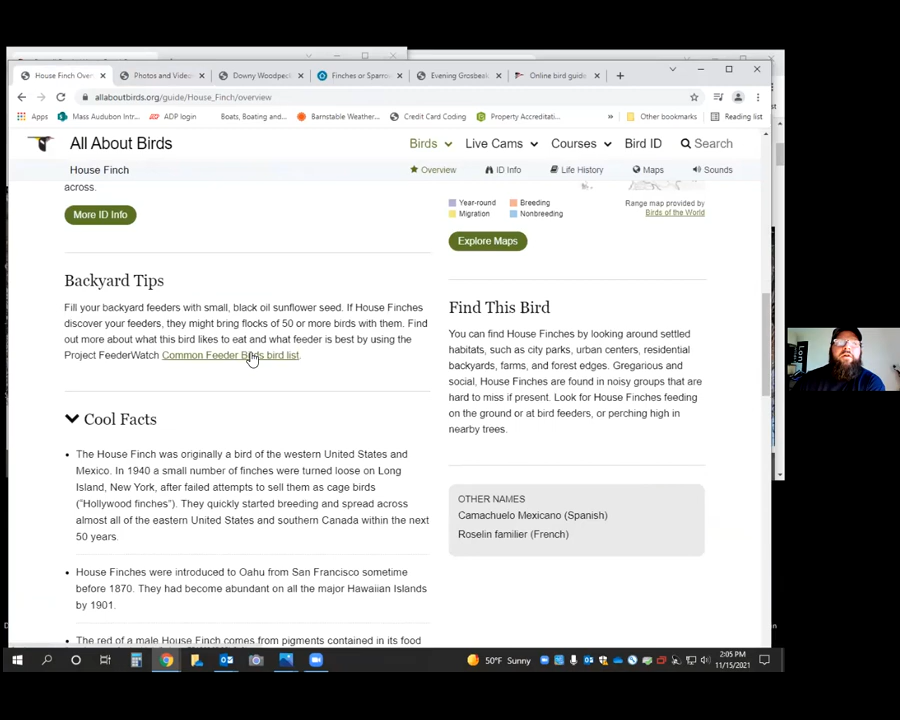 House Finch Over
Photos and Video
Downy Woodpeck
Finches or Sparrow
Evening Grosbeak
Online bird guide
allaboutbirds.org/guide/House_Finch/overview
Apps
Mass Audubon Intr...
ADP login
Boats, Boating and...
Barnstable Weather...
Credit Card Coding
Property Accreditati...
Other bookmarks
Reading list
All About Birds
Birds
Live Cams
Courses
Bird ID
Search
House Finch
Overview
ID Info
Life History
Maps
Sounds
across.
More ID Info
Year-round
Breeding
Migration
Nonbreeding
Range map provided by
Birds of the World
Explore Maps
Backyard Tips
Fill your backyard feeders with small, black oil sunflower seed. If House Finches
discover your feeders, they might bring flocks of 50 or more birds with them. Find
out more about what this bird likes to eat and what feeder is best by using the
Project FeederWatch Common Feeder Birds bird list.
Find This Bird
You can find House Finches by looking around settled
habitats, such as city parks, urban centers, residential
backyards, farms, and forest edges. Gregarious and
social, House Finches are found in noisy groups that are
hard to miss if present. Look for House Finches feeding
on the ground or at bird feeders, or perching high in
nearby trees.
Cool Facts
The House Finch was originally a bird of the western United States and
Mexico. In 1940 a small number of finches were turned loose on Long
Island, New York, after failed attempts to sell them as cage birds
("Hollywood finches"). They quickly started breeding and spread across
almost all of the eastern United States and southern Canada within the next
50 years.
House Finches were introduced to Oahu from San Francisco sometime
before 1870. They had become abundant on all the major Hawaiian Islands
by 1901.
The red of a male House Finch comes from pigments contained in its food
OTHER NAMES
Camachuelo Mexicano (Spanish)
Roselin familier (French)
50°F Sunny
2:05 PM
11/15/2021